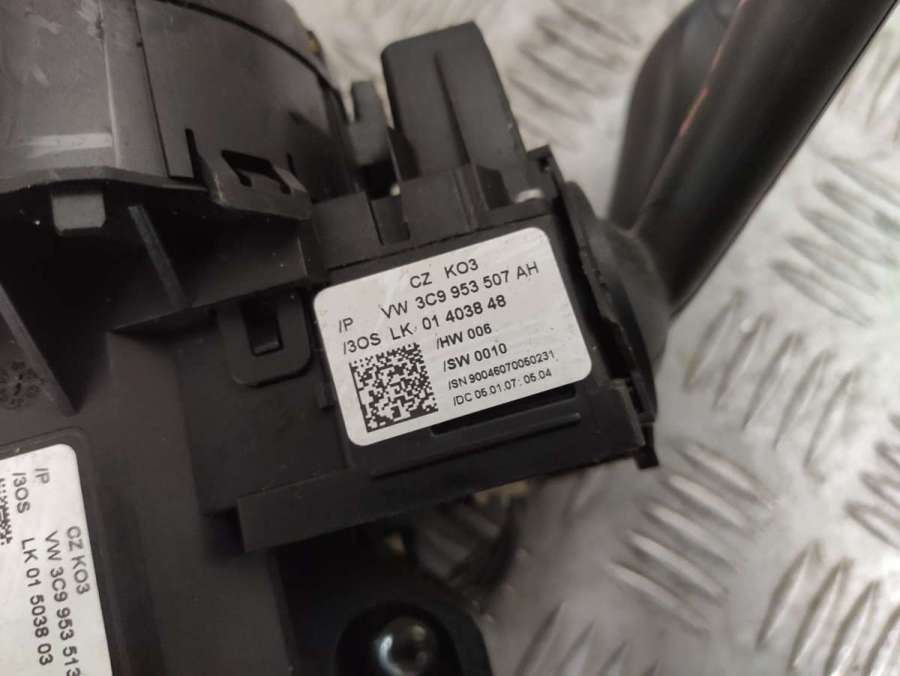 CZ KO3
/P VW 3C9 953 507 AH
/3OS LK 01 4038 48
/HW 006
/SW 0010
/SN 90046070060231
/DC 05.01.07: 05.04
CZ KO3
/P VW 3C9 953 513
/3OS LK 01 5038 03